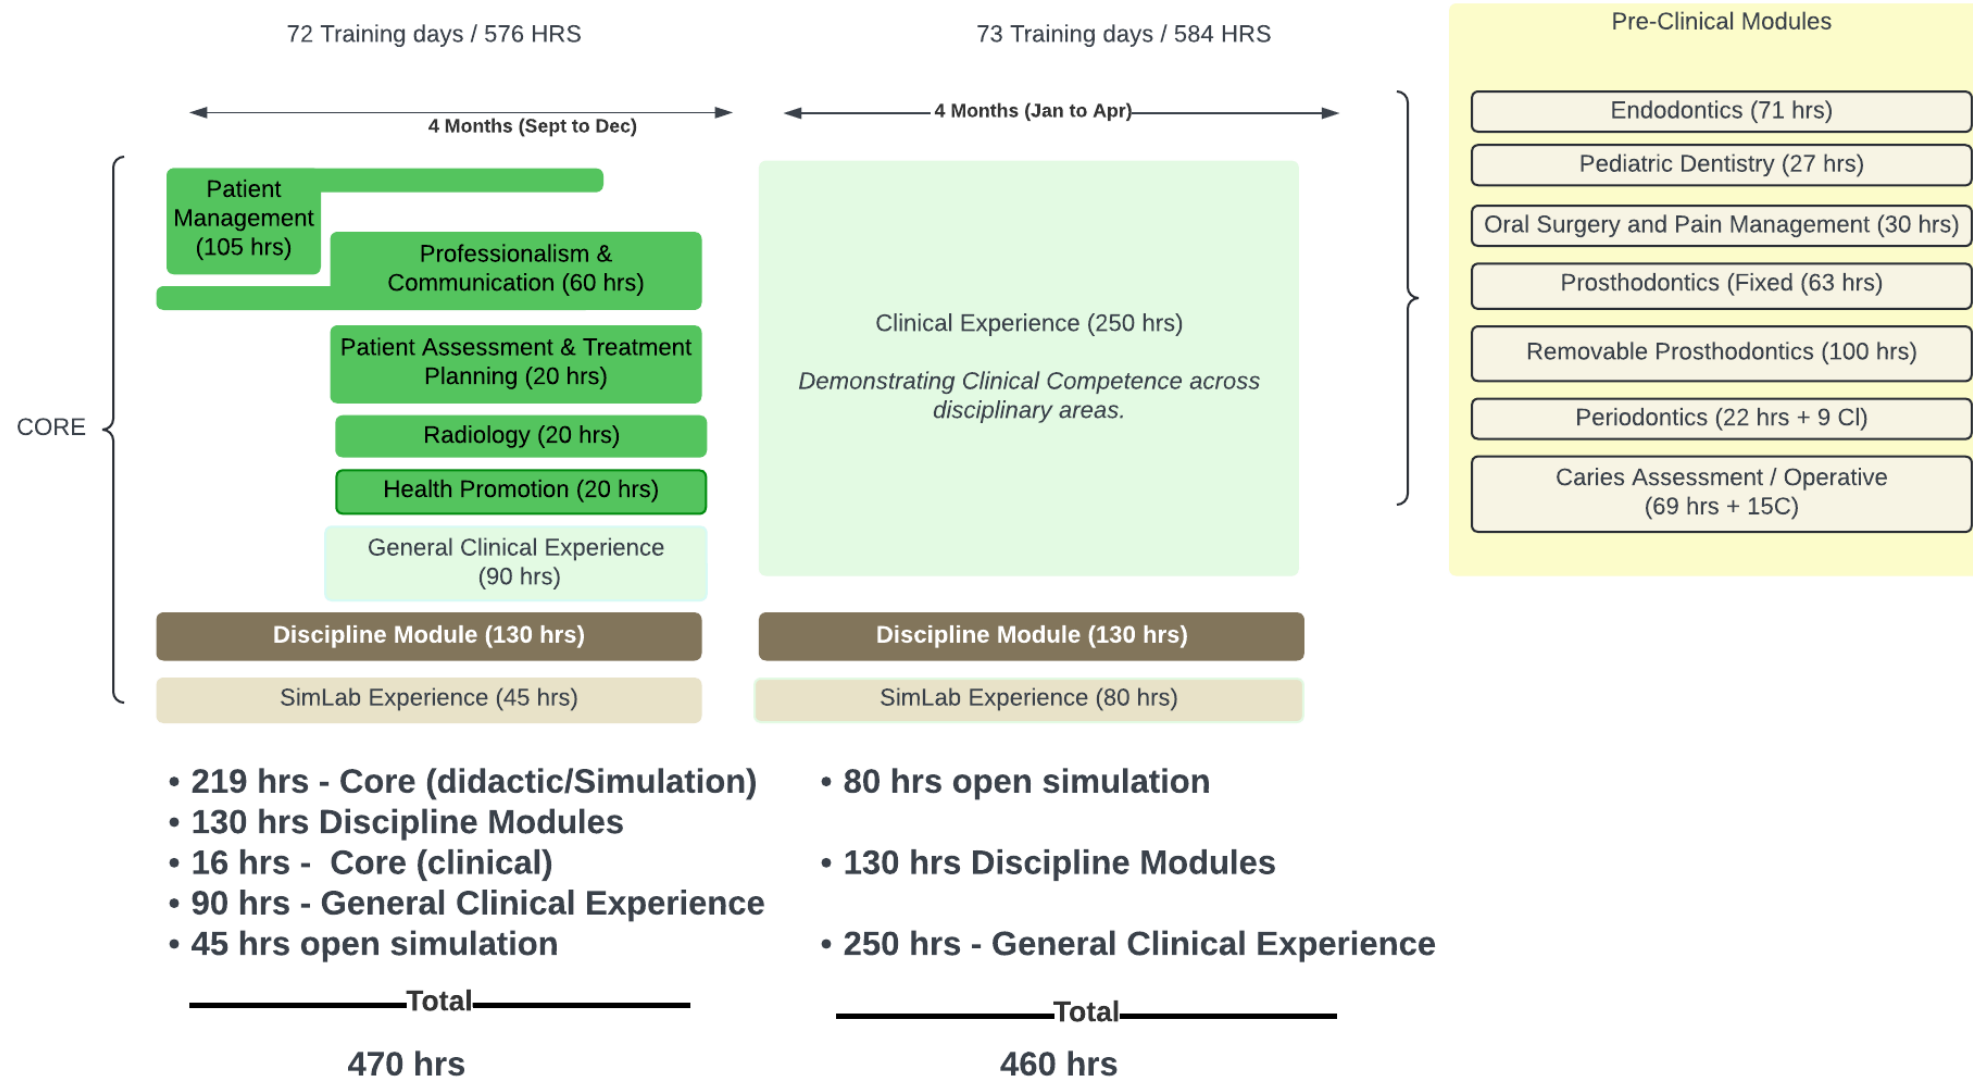 72 Training days / 576 HRS
73 Training days / 584 HRS
Pre-Clinical Modules
4 Months (Sept to Dec)
4 Months (Jan to Apr)
CORE
Patient
Management
(105 hrs)
Professionalism &
Communication (60 hrs)
Patient Assessment & Treatment
Planning (20 hrs)
Radiology (20 hrs)
Health Promotion (20 hrs)
General Clinical Experience
(90 hrs)
Discipline Module (130 hrs)
SimLab Experience (45 hrs)
Clinical Experience (250 hrs)
Demonstrating Clinical Competence across
disciplinary areas.
Discipline Module (130 hrs)
SimLab Experience (80 hrs)
Endodontics (71 hrs)
Pediatric Dentistry (27 hrs)
Oral Surgery and Pain Management (30 hrs)
Prosthodontics (Fixed (63 hrs)
Removable Prosthodontics (100 hrs)
Periodontics (22 hrs + 9 Cl)
Caries Assessment / Operative
(69 hrs + 15C)
• 219 hrs - Core (didactic/Simulation)
• 130 hrs Discipline Modules
• 16 hrs - Core (clinical)
• 90 hrs - General Clinical Experience
• 45 hrs open simulation
Total
470 hrs
• 80 hrs open simulation
• 130 hrs Discipline Modules
• 250 hrs - General Clinical Experience
Total
460 hrs